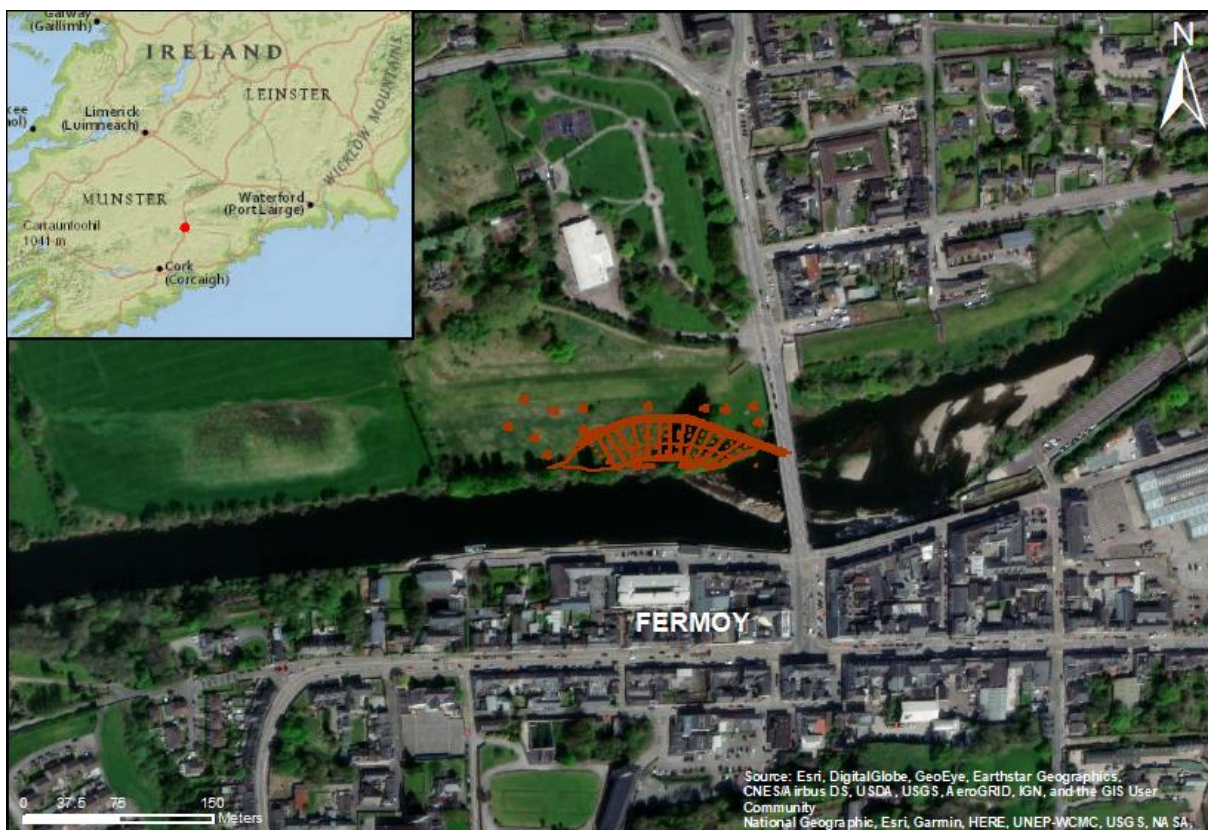 Galway
(Gaillimh)
IRELAND
LEINSTER
WICKLOW MOUNTAINS
Limerick
(Luimneach)
MUNSTER
Waterford
(Port Lairge)
1041 m
Cork
(Corcaigh)
N
FERMOY
0 37.5 75 150
Meters
Source: Esri, DigitalGlobe, GeoEye, Earthstar Geographics,
CNES/Airbus DS, USDA, USGS, AeroGRID, IGN, and the GIS User
Community
National Geographic, Esri, Garmin, HERE, UNEP-WCMC, USGS, NASA,